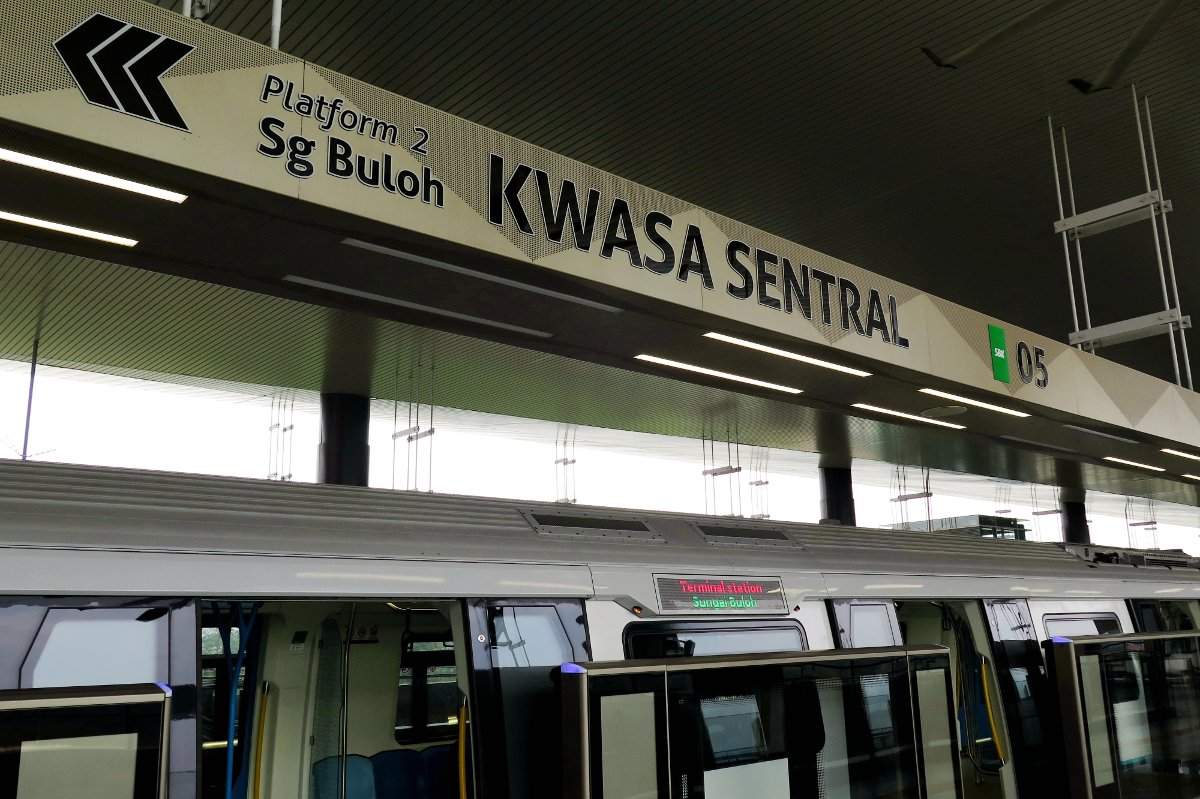 Platform 2
Sg Buloh
KWASA SENTRAL
SBK
05
Terminal station
Sungai Buloh